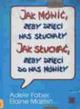 JAK MÓWIĆ,
ŻEBY DZIECI
NAS SŁUCHAŁY
JAK SŁUCHAĆ,
ŻEBY DZIECI
DO NAS MÓWIŁY
Adele Faber
Elaine Mazlish